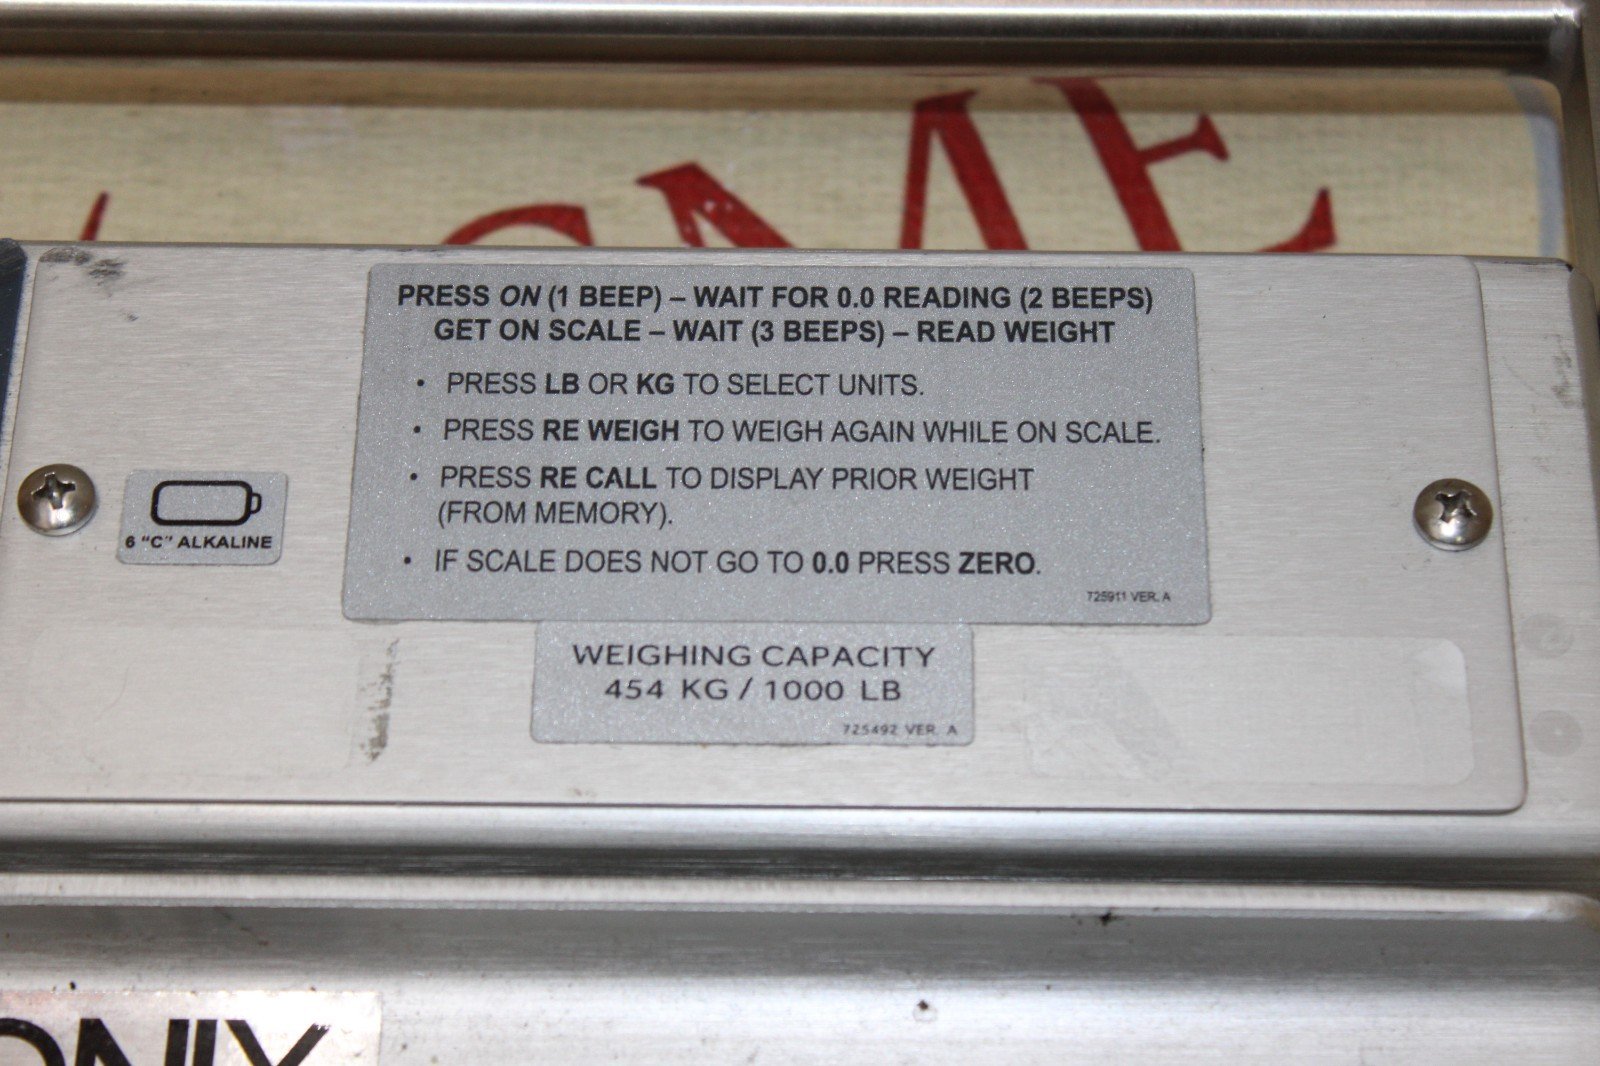 PRESS ON (1 BEEP) – WAIT FOR 0.0 READING (2 BEEPS)
GET ON SCALE – WAIT (3 BEEPS) – READ WEIGHT
• PRESS LB OR KG TO SELECT UNITS.
• PRESS RE WEIGH TO WEIGH AGAIN WHILE ON SCALE.
• PRESS RE CALL TO DISPLAY PRIOR WEIGHT
(FROM MEMORY).
• IF SCALE DOES NOT GO TO 0.0 PRESS ZERO.
725911 VER. A
6 “C” ALKALINE
WEIGHING CAPACITY
454 KG / 1000 LB
725492 VER. A